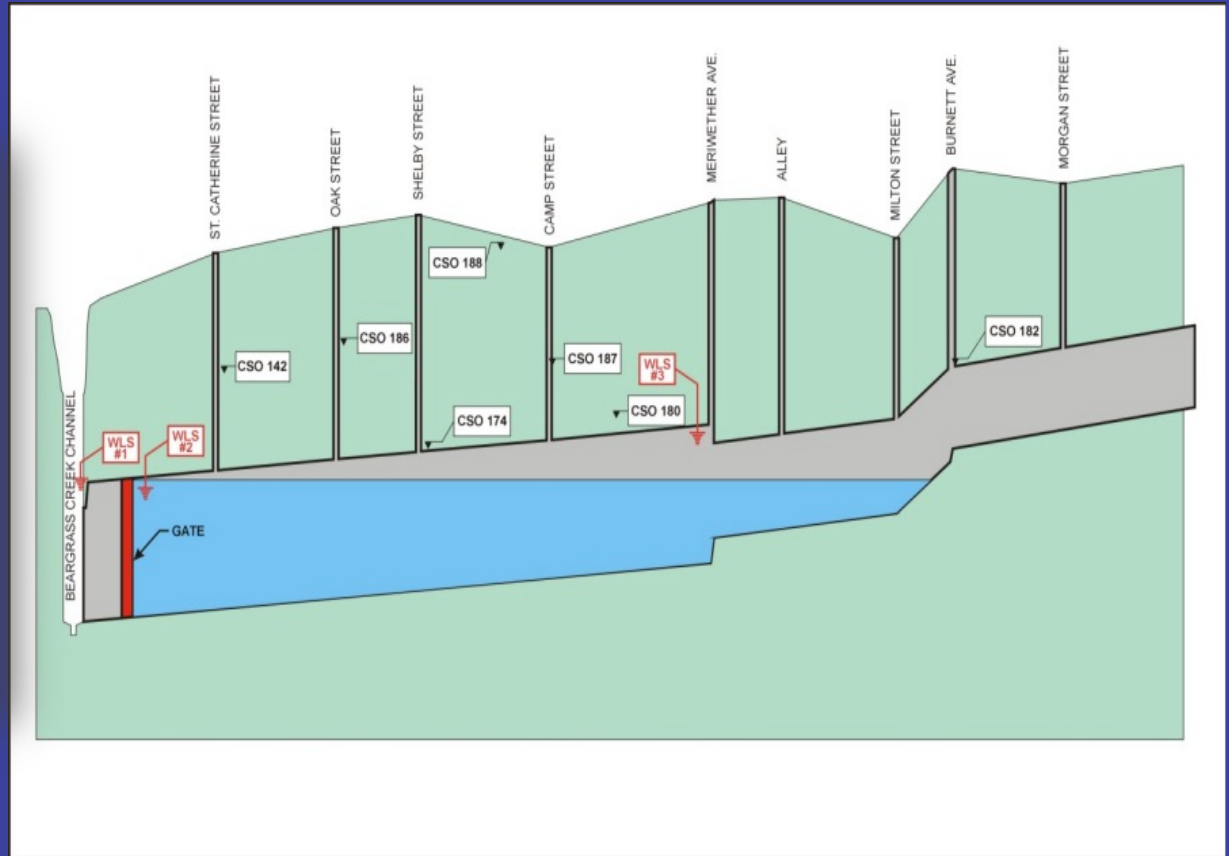 ST. CATHERINE STREET
OAK STREET
SHELBY STREET
CAMP STREET
MERIWETHER AVE.
ALLEY
MILTON STREET
BURNETT AVE.
MORGAN STREET
CSO 188
CSO 182
CSO 186
CSO 142
CSO 187
WLS
#3
CSO 180
CSO 174
WLS
#1
WLS
#2
BEARGRASS CREEK CHANNEL
GATE